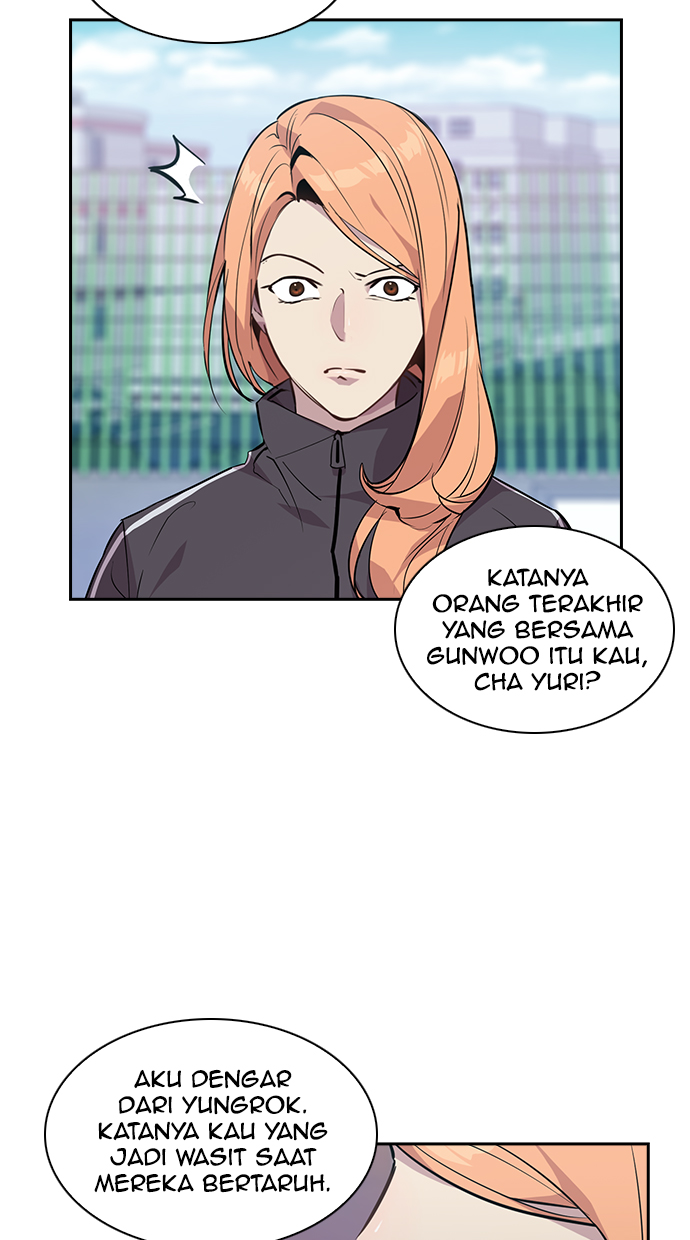 KATANYA
ORANG TERAKHIR
YANG BERSAMA
GUNWOO ITU KAU,
CHA YURI?
AKU DENGAR
DARI YUNGROK.
KATANYA KAU YANG
JADI WASIT SAAT
MEREKA BERTARUH.